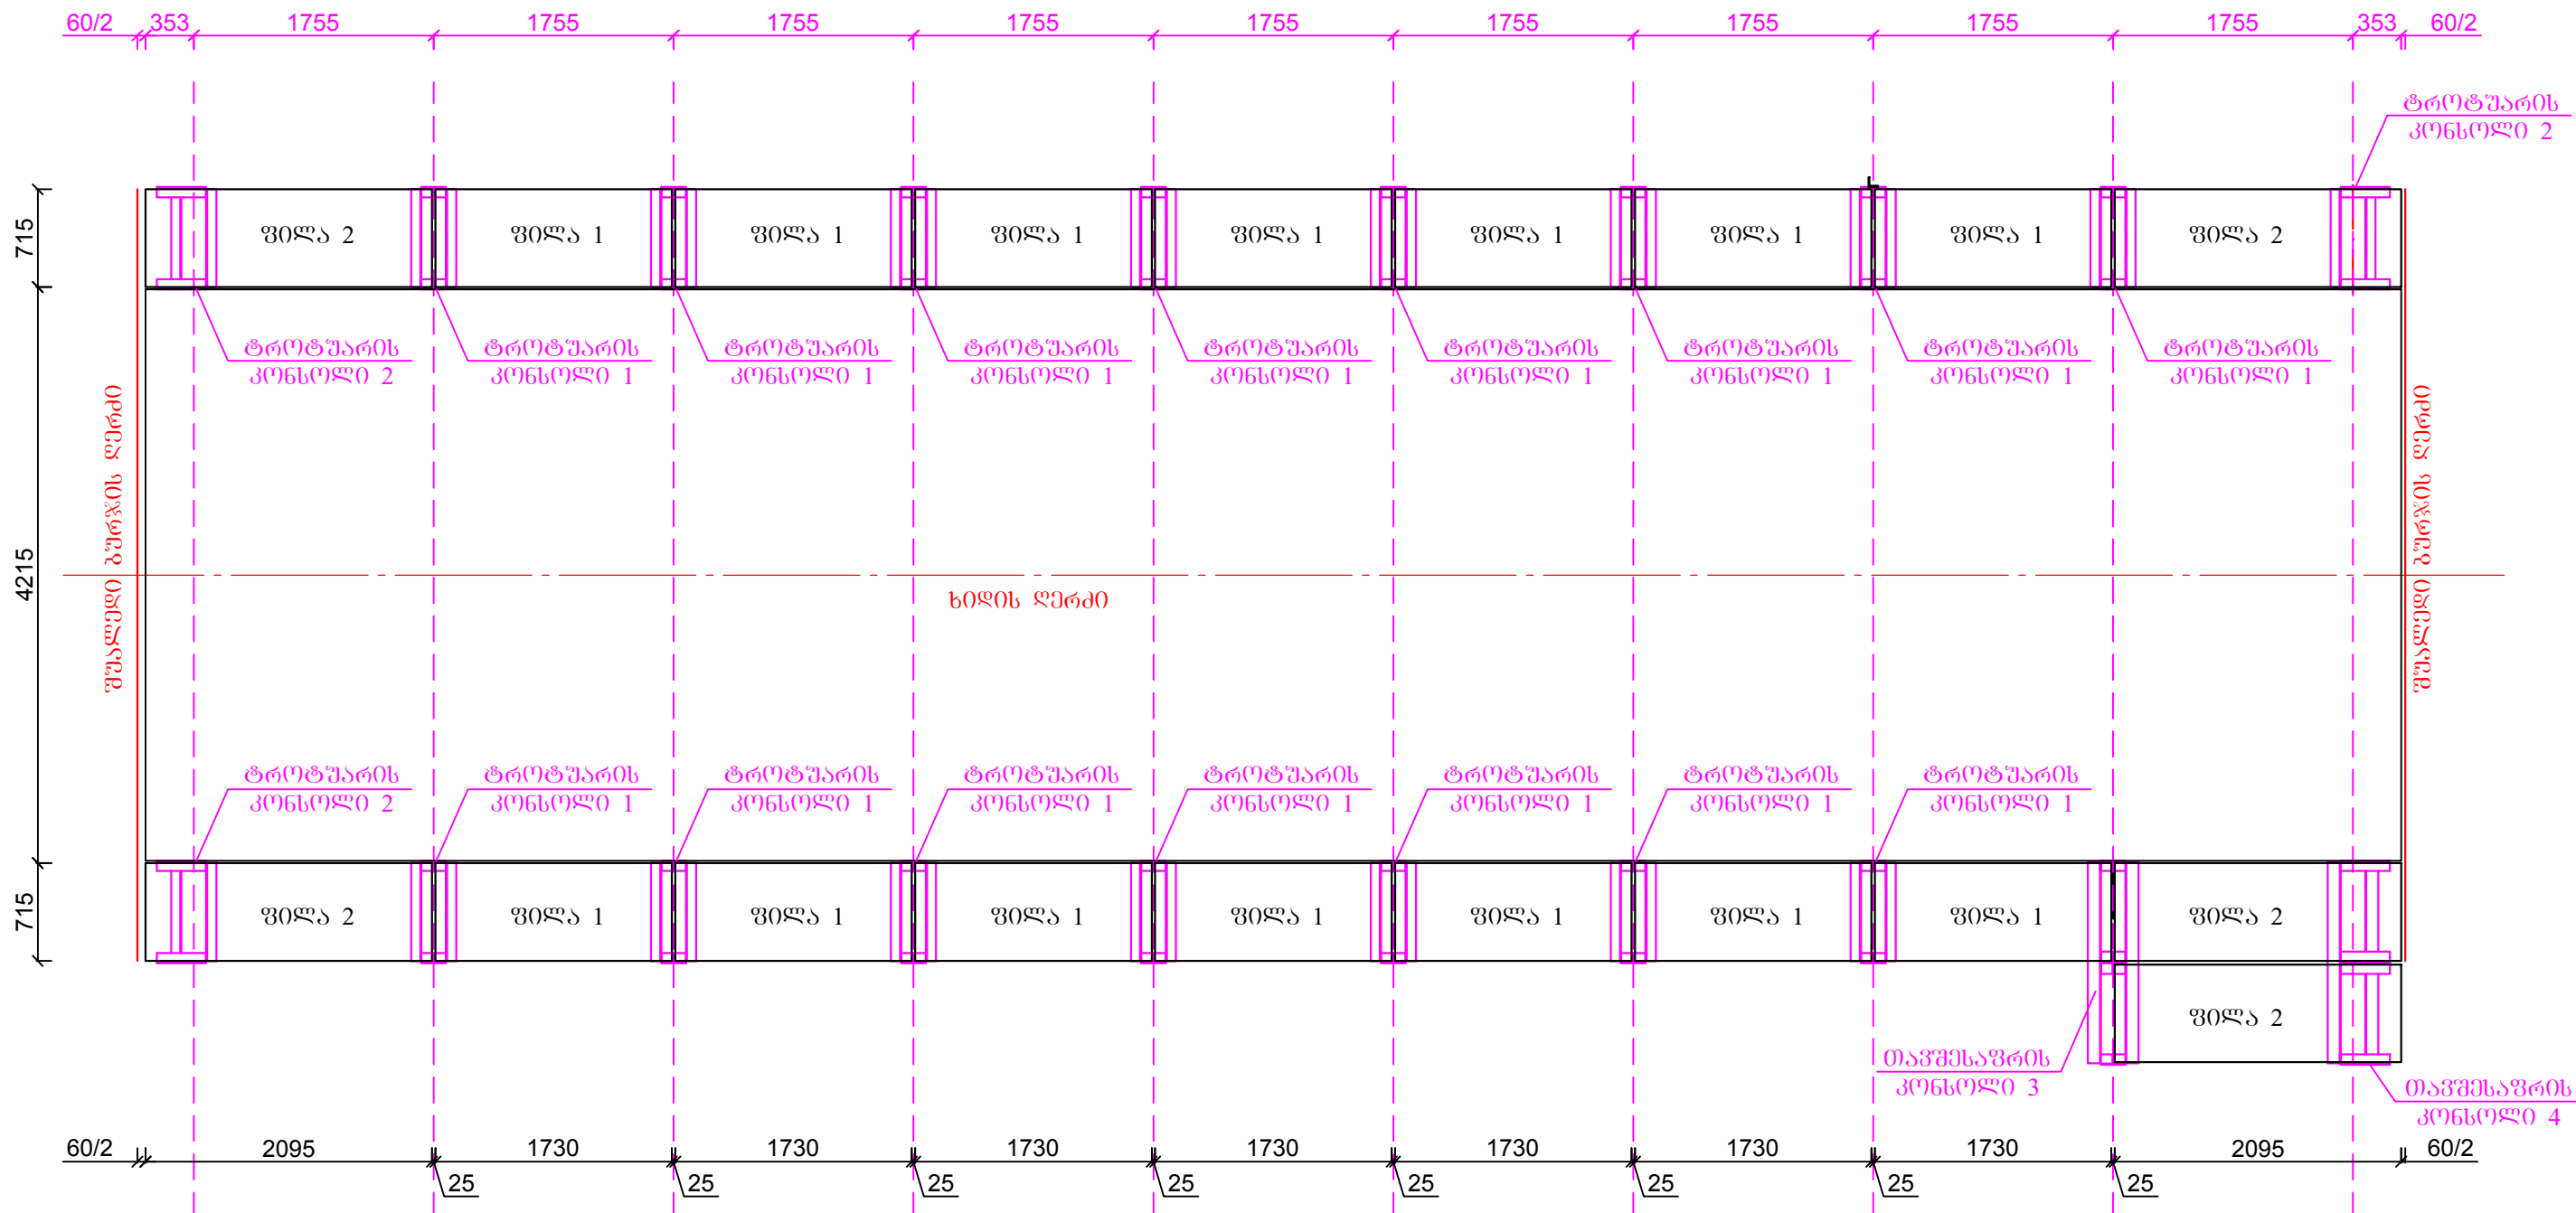 60/2 353 1755 1755 1755 1755 1755 1755 1755 1755 1755 353 60/2
ტროტუარის
კონსოლი 2
715
ფილა 2 ფილა 1 ფილა 1 ფილა 1 ფილა 1 ფილა 1 ფილა 1 ფილა 1 ფილა 2
ტროტუარის ტროტუარის ტროტუარის ტროტუარის ტროტუარის ტროტუარის ტროტუარის ტროტუარის ტროტუარის
კონსოლი 2 კონსოლი 1 კონსოლი 1 კონსოლი 1 კონსოლი 1 კონსოლი 1 კონსოლი 1 კონსოლი 1 კონსოლი 1
შუალედი ბურჯის ღერძი
შუალედი ბურჯის ღერძი
4215
ხიდის ღერძი
ტროტუარის ტროტუარის ტროტუარის ტროტუარის ტროტუარის ტროტუარის ტროტუარის ტროტუარის
კონსოლი 2 კონსოლი 1 კონსოლი 1 კონსოლი 1 კონსოლი 1 კონსოლი 1 კონსოლი 1 კონსოლი 1
715
ფილა 2 ფილა 1 ფილა 1 ფილა 1 ფილა 1 ფილა 1 ფილა 1 ფილა 1 ფილა 2
ფილა 2
თავშესაფრის
კონსოლი 3
თავშესაფრის
კონსოლი 4
60/2 2095 1730 1730 1730 1730 1730 1730 1730 2095 60/2
25 25 25 25 25 25 25 25